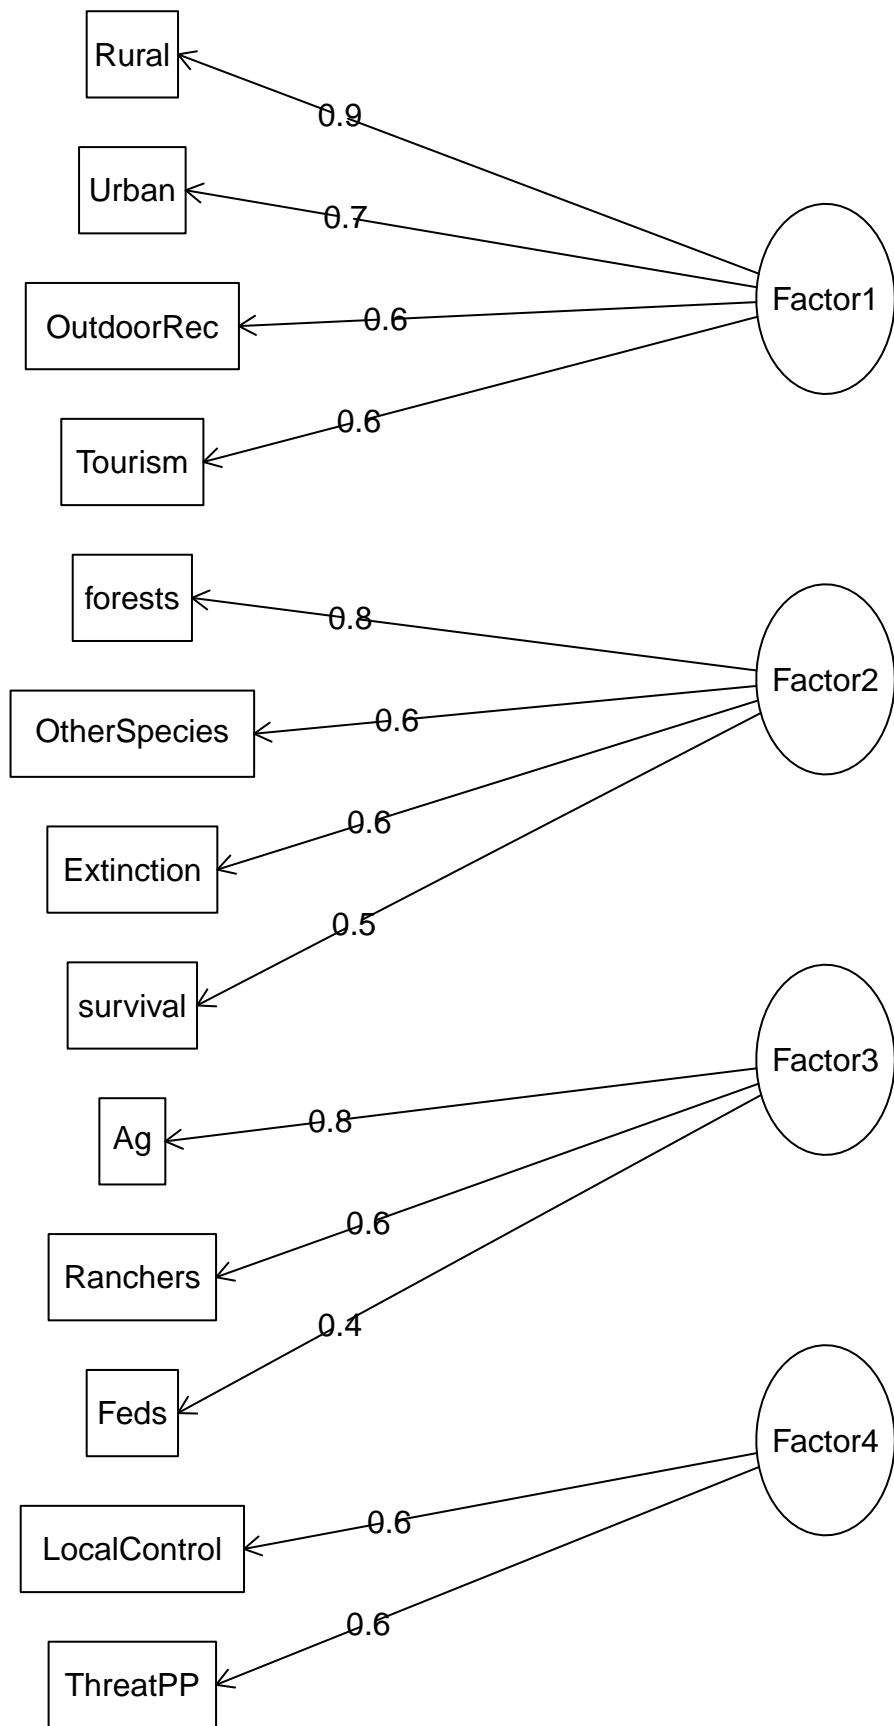 Rural
0.9
Urban
0.7
Factor1
OutdoorRec
0.6
Tourism
0.6
forests
0.8
Factor2
OtherSpecies
0.6
Extinction
0.6
survival
0.5
Factor3
Ag
0.8
Ranchers
0.6
Feds
0.4
Factor4
LocalControl
0.6
ThreatPP
0.6